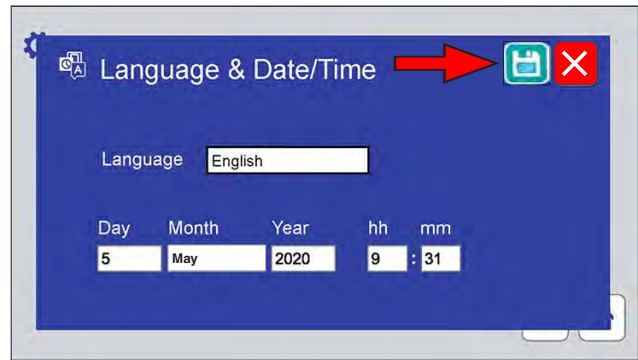 Language & Date/Time
Language English
Day Month Year hh mm
5 May 2020 9 : 31